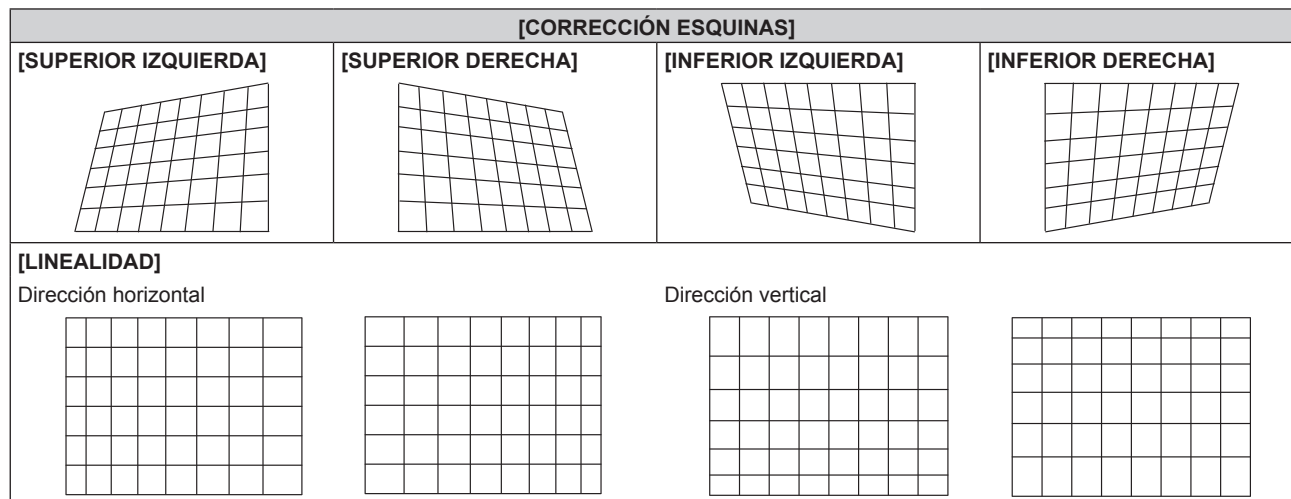 [CORRECCIÓN ESQUINAS]
[SUPERIOR IZQUIERDA]
[SUPERIOR DERECHA]
[INFERIOR IZQUIERDA]
[INFERIOR DERECHA]
[LINEALIDAD]
Dirección horizontal
Dirección vertical